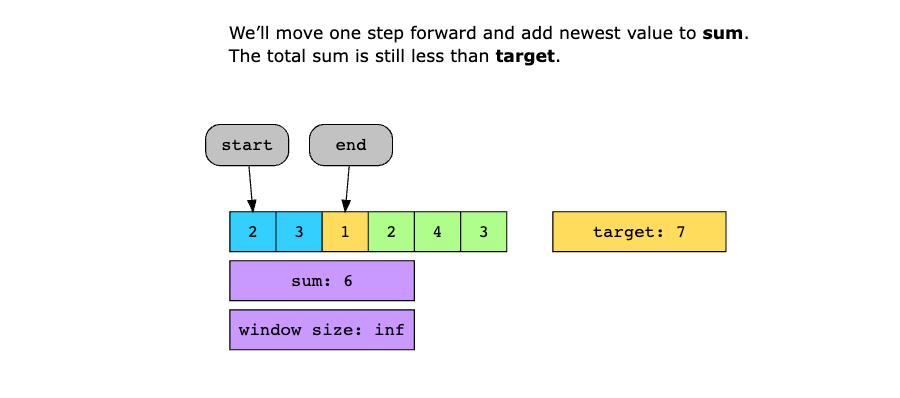 We’ll move one step forward and add newest value to sum.
The total sum is still less than target.
start end
2 3 1 2 4 3 target: 7
sum: 6
window size: inf